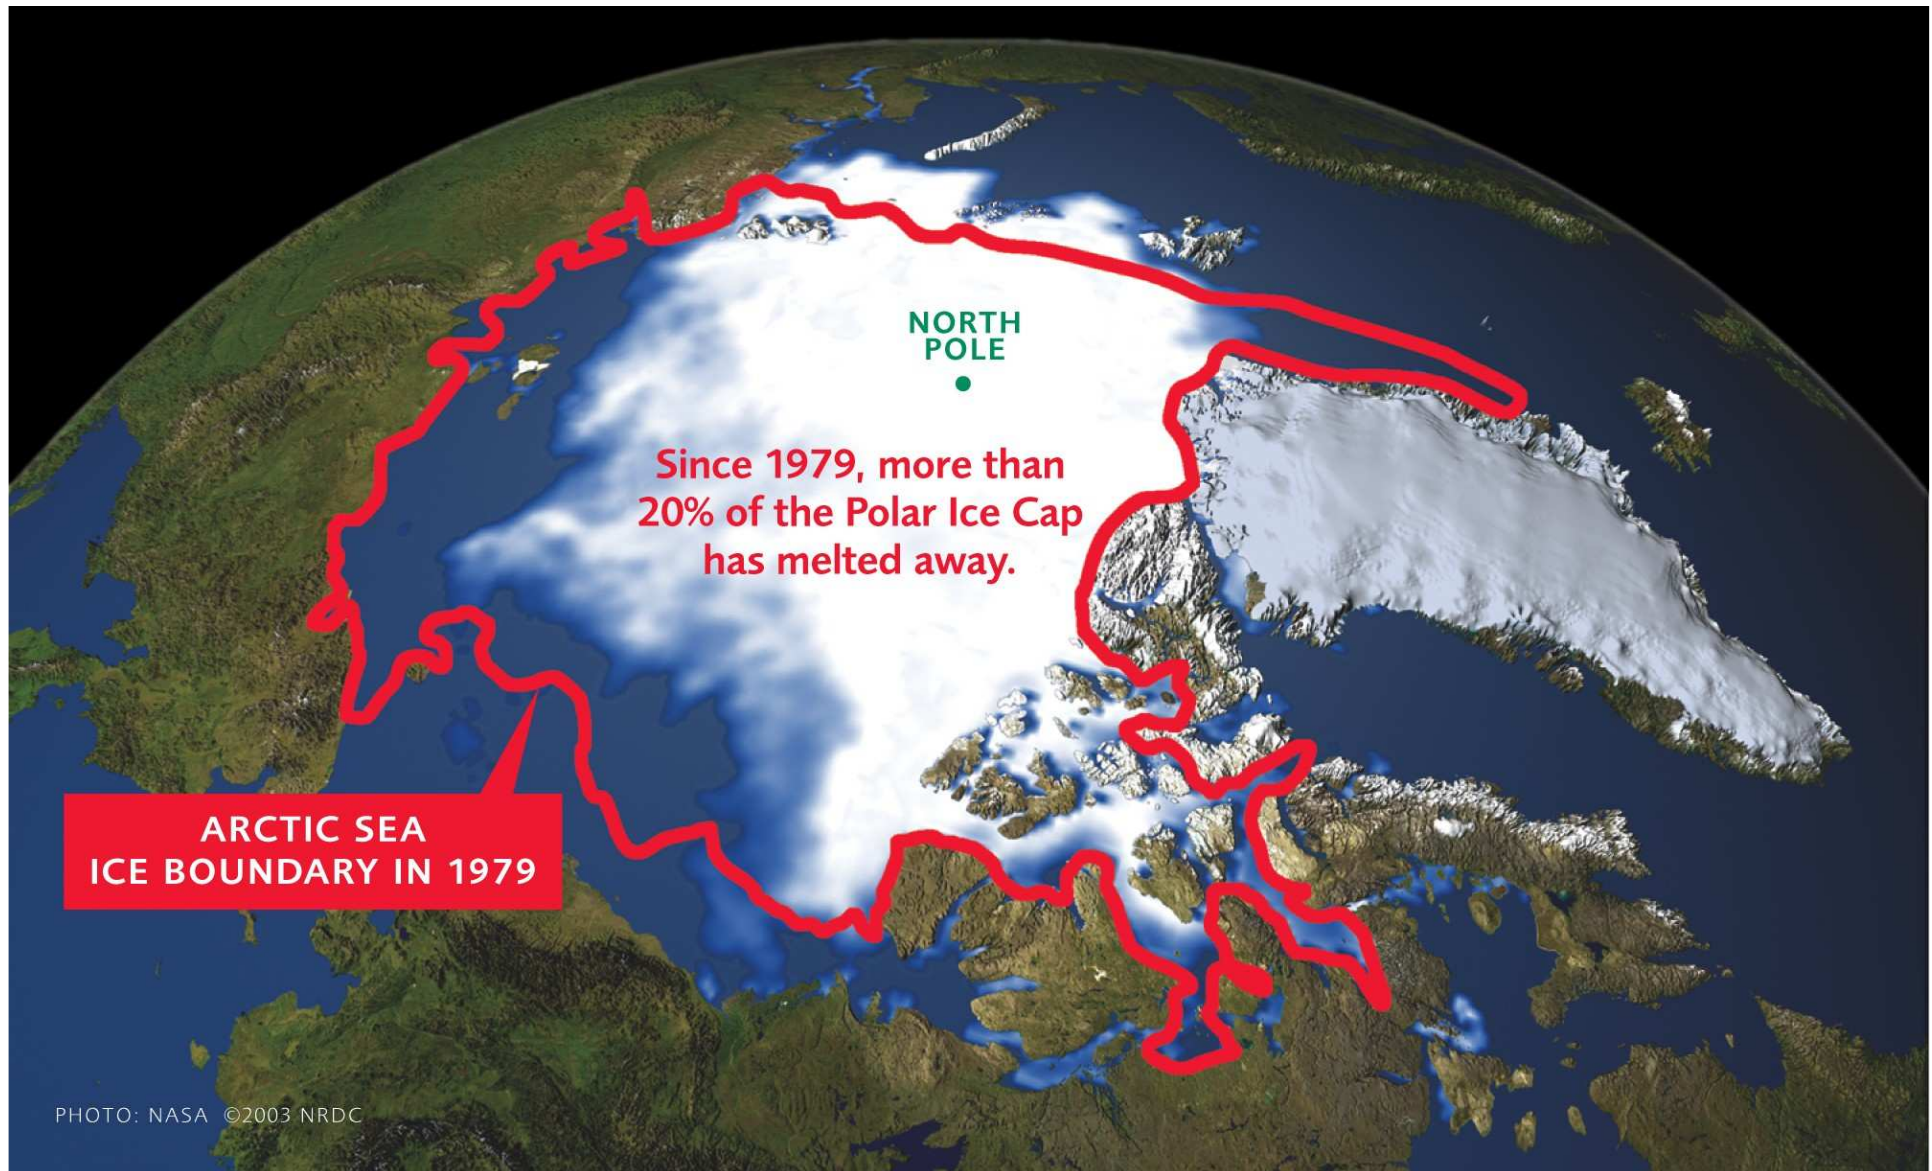 NORTH
POLE
Since 1979, more than
20% of the Polar Ice Cap
has melted away.
ARCTIC SEA
ICE BOUNDARY IN 1979
PHOTO: NASA ©2003 NRDC